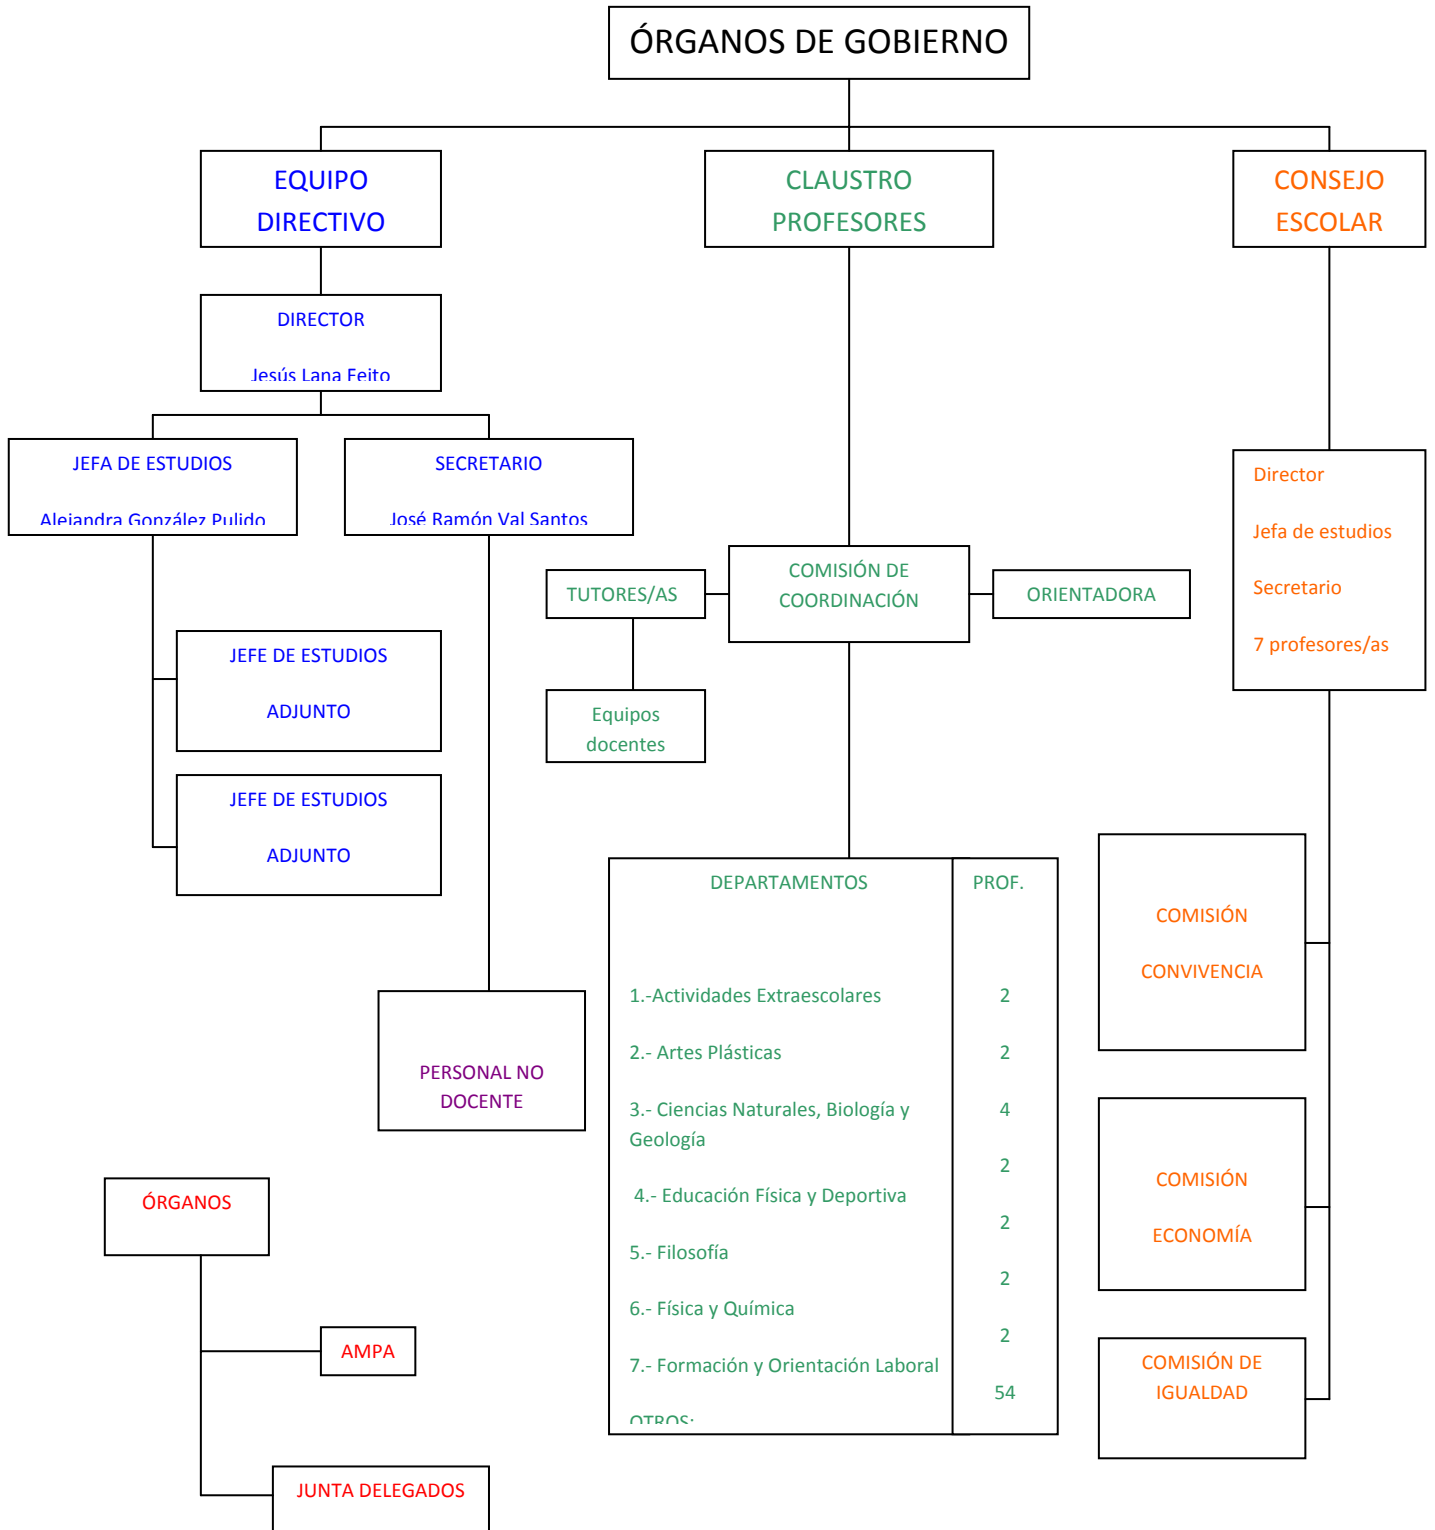 ÓRGANOS DE GOBIERNO
EQUIPO
DIRECTIVO
CLAUSTRO
PROFESORES
CONSEJO
ESCOLAR
DIRECTOR
Jesús Lana Feito
JEFA DE ESTUDIOS
Alejandra González Pulido
SECRETARIO
José Ramón Val Santos
JEFE DE ESTUDIOS
ADJUNTO
JEFE DE ESTUDIOS
ADJUNTO
PERSONAL NO
DOCENTE
TUTORES/AS
Equipos
docentes
COMISIÓN DE
COORDINACIÓN
ORIENTADORA
DEPARTAMENTOS
1.-Actividades Extraescolares
2.- Artes Plásticas
3.- Ciencias Naturales, Biología y
Geología
4.- Educación Física y Deportiva
5.- Filosofía
6.- Física y Química
7.- Formación y Orientación Laboral
OTROS:
PROF.
2
2
4
2
2
2
2
54
Director
Jefa de estudios
Secretario
7 profesores/as
COMISIÓN
CONVIVENCIA
COMISIÓN
ECONOMÍA
COMISIÓN DE
IGUALDAD
ÓRGANOS
AMPA
JUNTA DELEGADOS